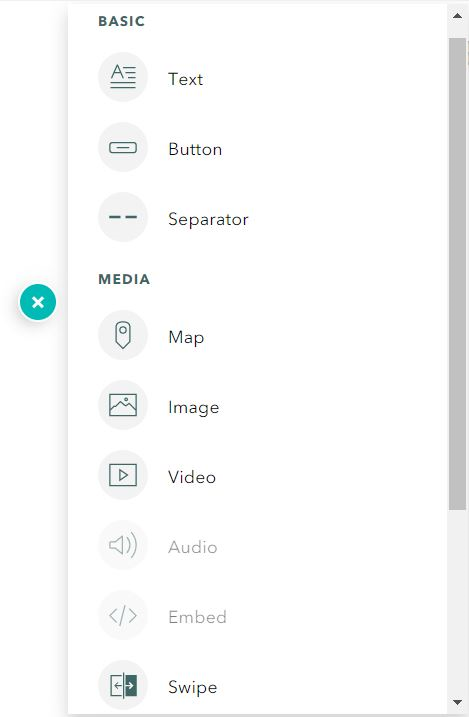 BASIC
Text
Button
Separator
MEDIA
Map
Image
Video
Audio
Embed
Swipe